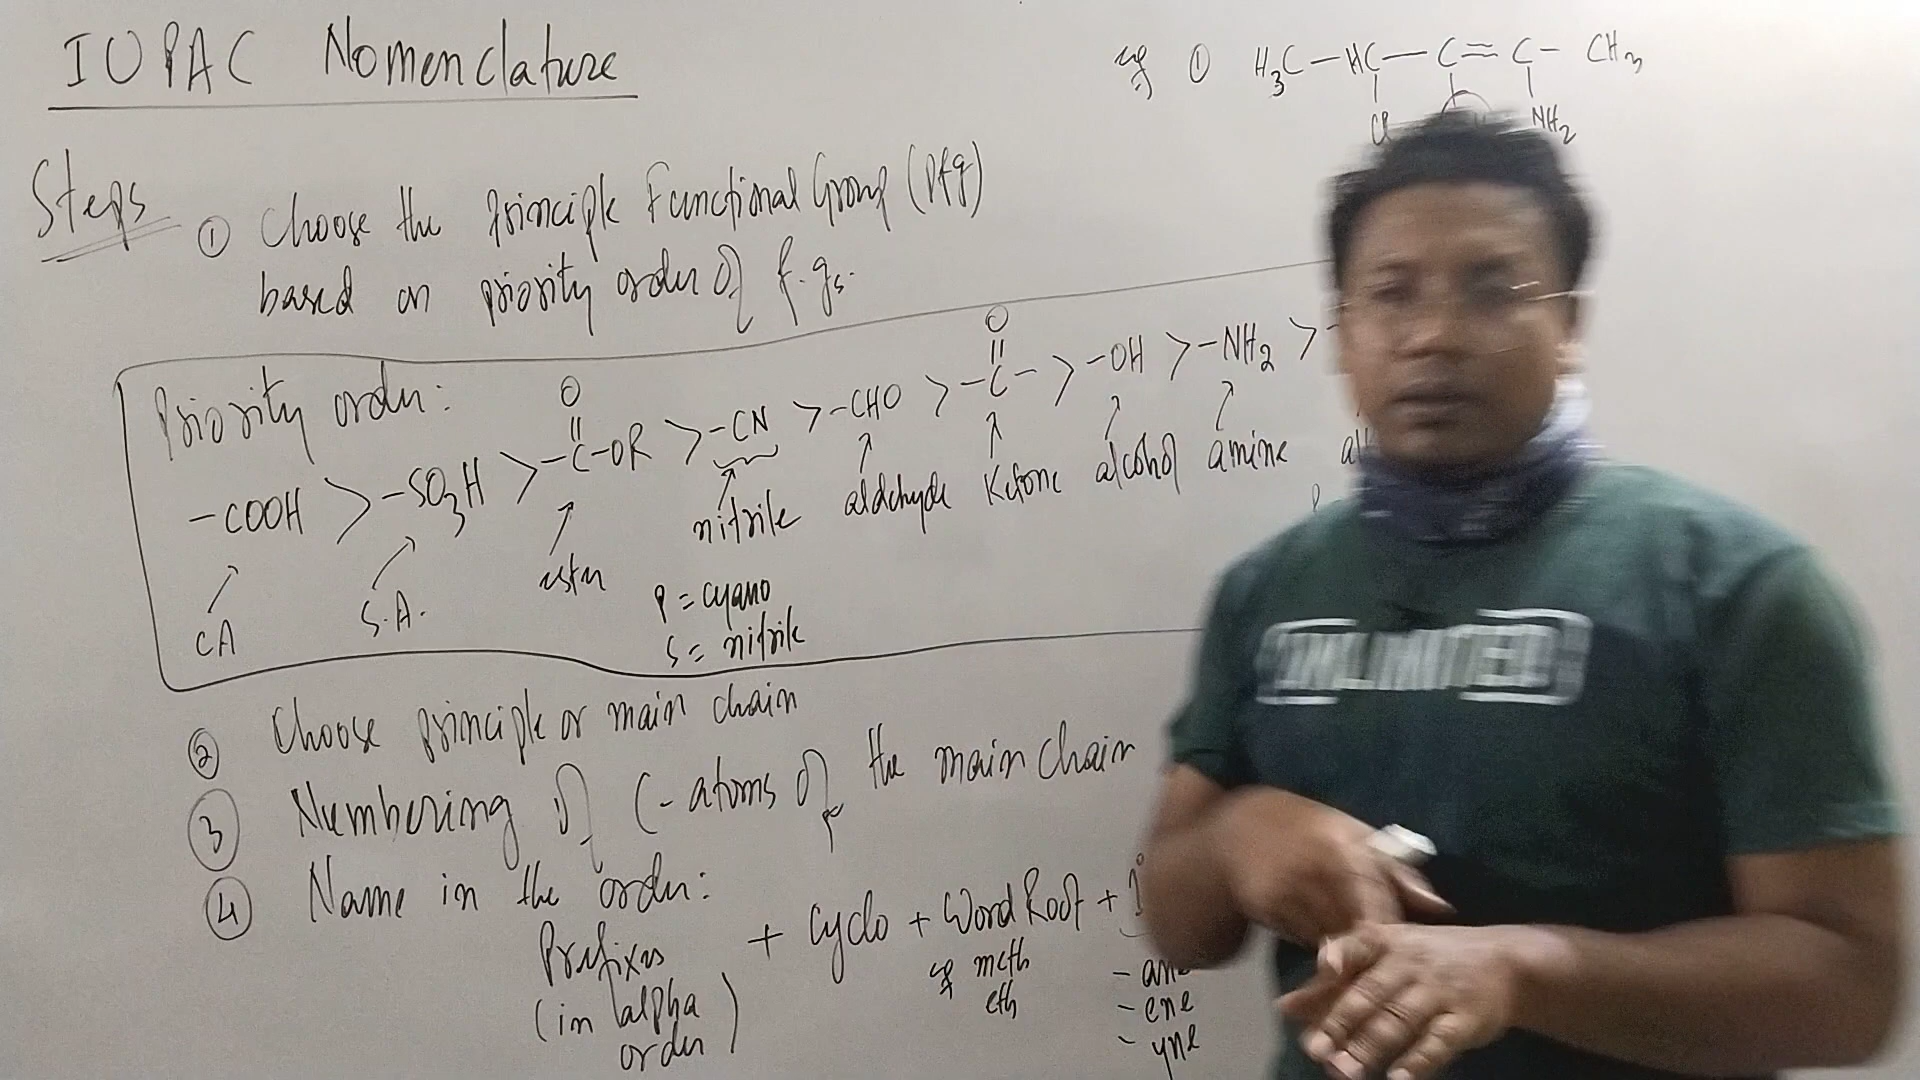 IUPAC Nomenclature
eg ① H₃C – HC – C = C – CH₃
Cl NH₂
Steps
① Choose the Principle Functional Group (Pfg)
based on priority order of f.gs.
Priority order:
-COOH > -SO₃H > -C-OR > -CN > -CHO > -C- > -OH > -NH₂ >
O
O
CA S.A. ester nitrile aldehyde Ketone alcohol amine
P = cyano
S = nitrile
② Choose principle or main chain
③ Numbering of C-atoms of the main chain
④ Name in the order:
Prefixes + Cyclo + Word Root +
(in alpha order)
eg meth
eth
- ane
- ene
- yne
UNLIMITED